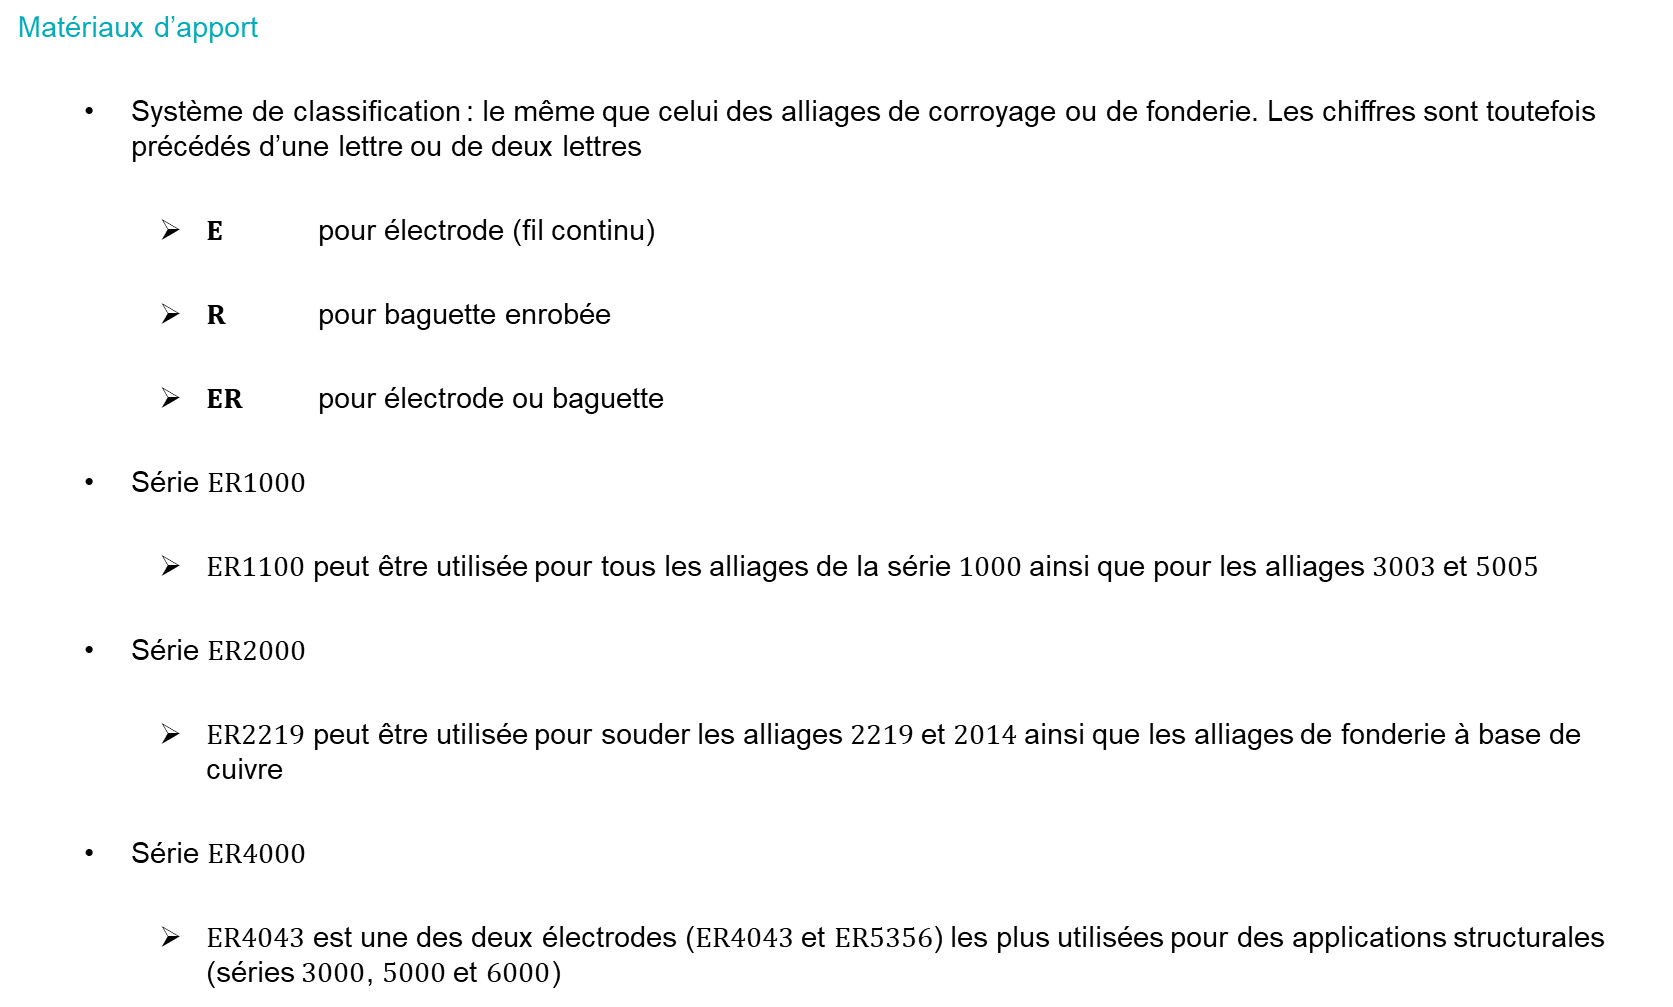 Matériaux d’apport
• Système de classification : le même que celui des alliages de corroyage ou de fonderie. Les chiffres sont toutefois
précédés d’une lettre ou de deux lettres
➢ E pour électrode (fil continu)
➢ R pour baguette enrobée
➢ ER pour électrode ou baguette
• Série ER1000
➢ ER1100 peut être utilisée pour tous les alliages de la série 1000 ainsi que pour les alliages 3003 et 5005
• Série ER2000
➢ ER2219 peut être utilisée pour souder les alliages 2219 et 2014 ainsi que les alliages de fonderie à base de
cuivre
• Série ER4000
➢ ER4043 est une des deux électrodes (ER4043 et ER5356) les plus utilisées pour des applications structurales
(séries 3000, 5000 et 6000)